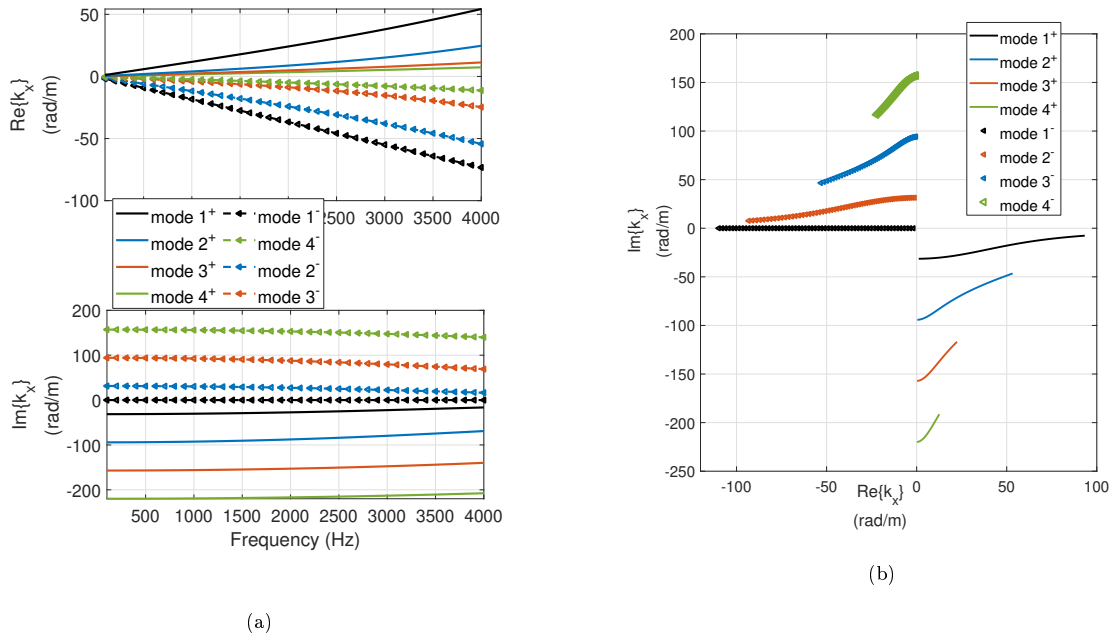 50
0
-50
-100
Re{k_x}
(rad/m)
3000
3500
4000
mode 1^+
mode 2^+
mode 3^+
mode 4^+
mode 1^-
mode 4^-
mode 2^-
mode 3^-
200
100
0
-100
-200
Im{k_x}
(rad/m)
500
1000
1500
2000
2500
3000
3500
4000
Frequency (Hz)
(a)
200
150
100
50
0
-50
-100
-150
-200
-250
Im{k_x}
(rad/m)
-100
-50
0
50
100
Re{k_x}
(rad/m)
mode 1^+
mode 2^+
mode 3^+
mode 4^+
mode 1^-
mode 2^-
mode 3^-
mode 4^-
(b)